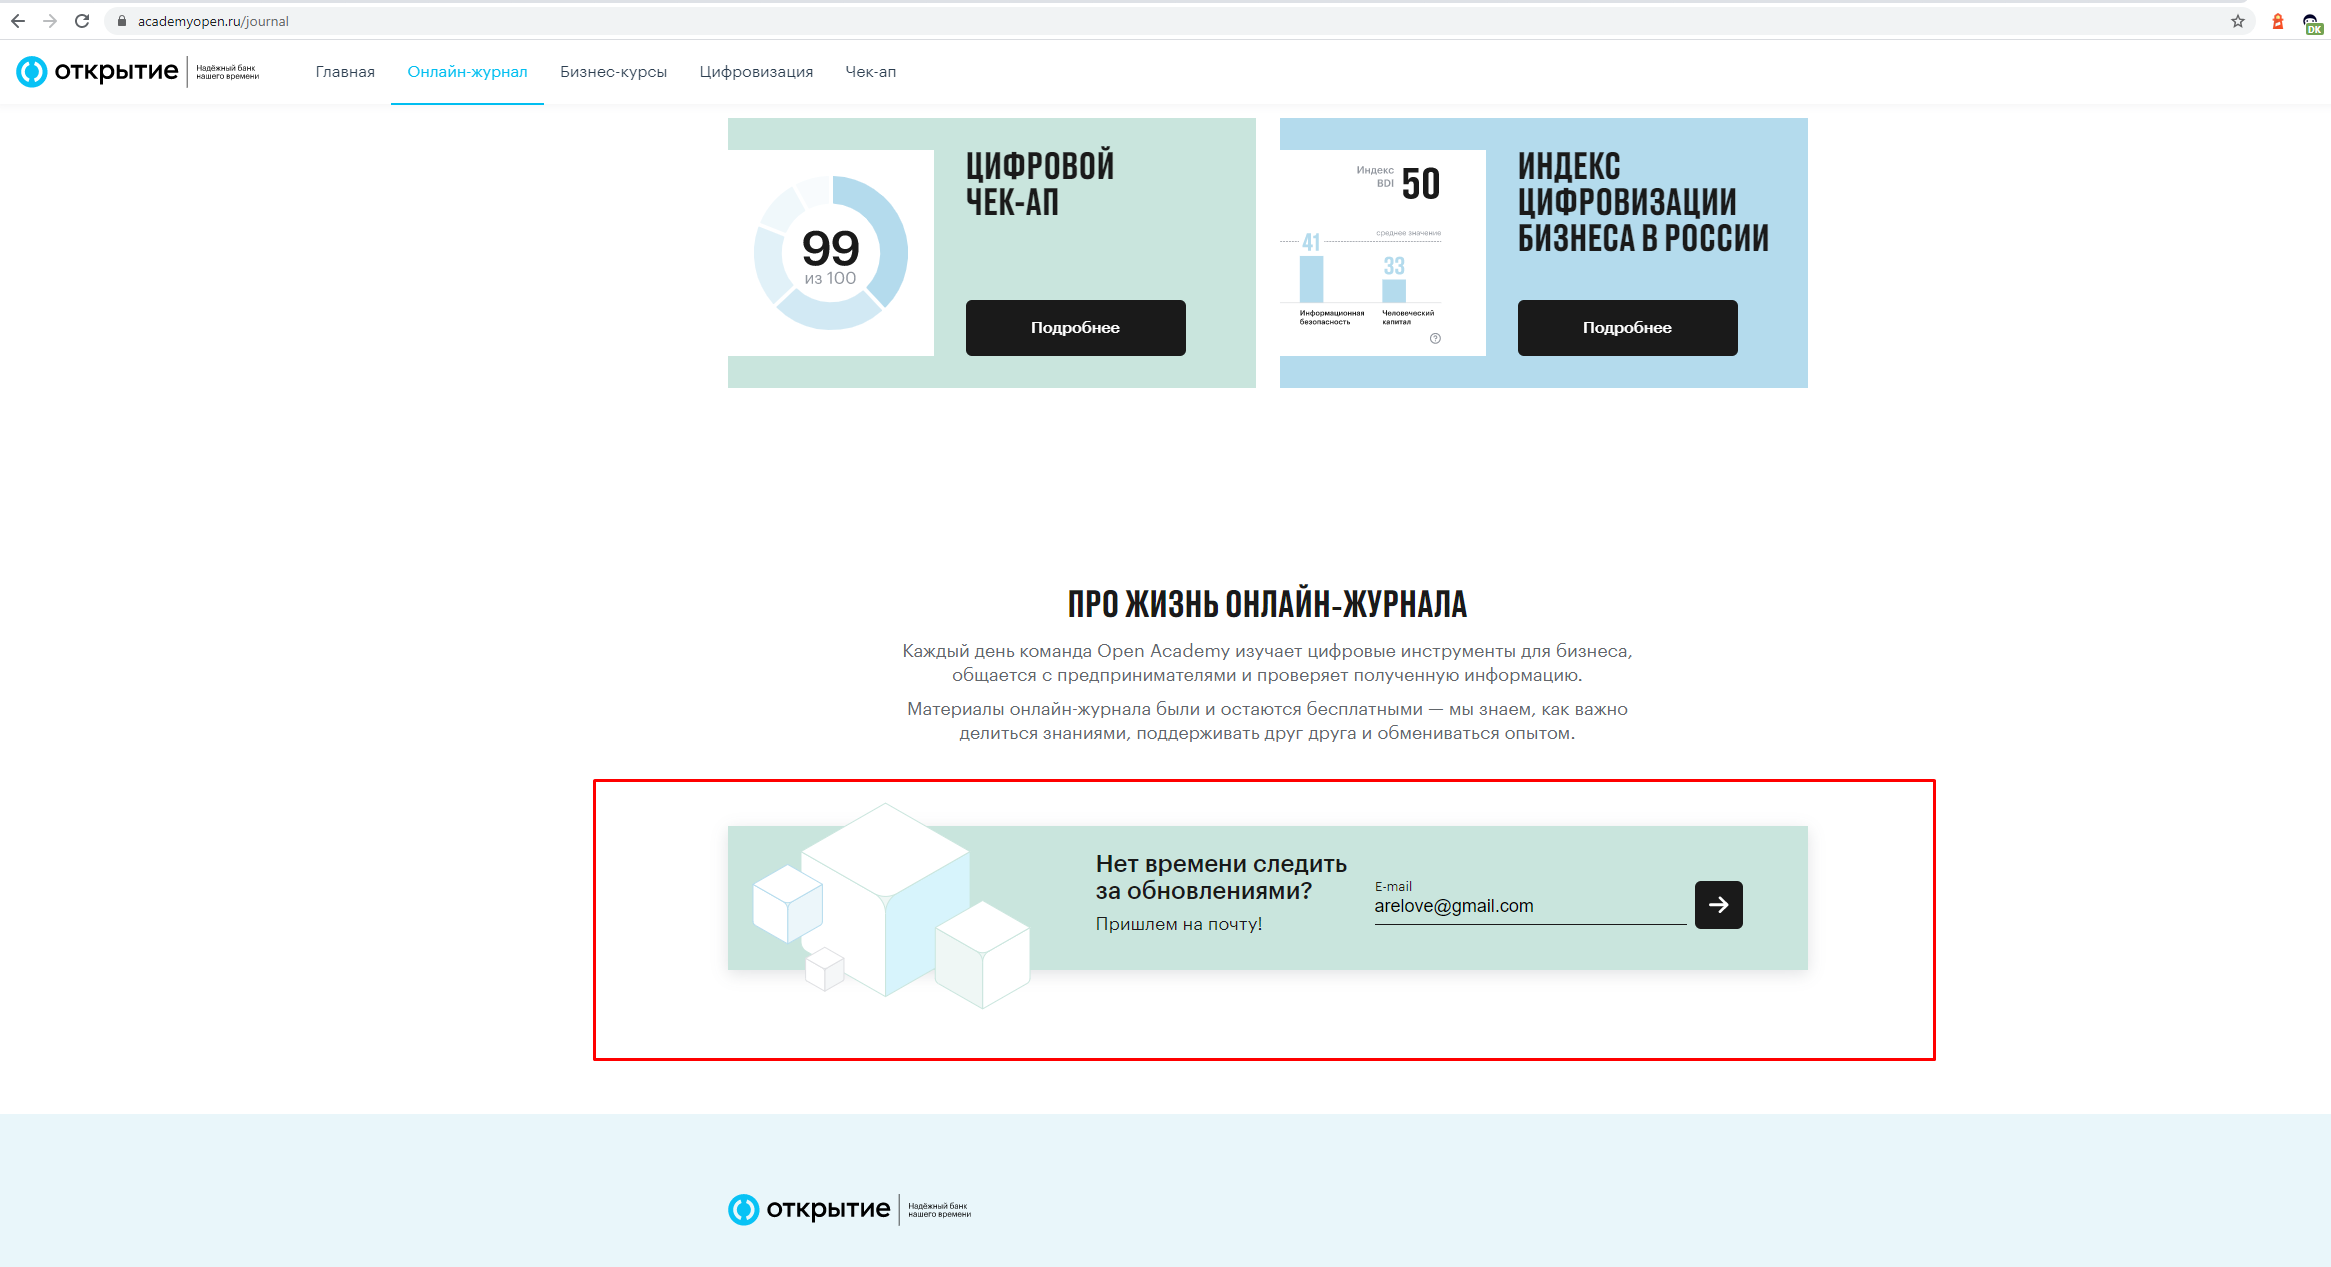 academyopen.ru/journal
DK
ОТКРЫТИЕ
Надёжный банк
нашего времени
Главная
Онлайн-журнал
Бизнес-курсы
Цифровизация
Чек-ап
99
из 100
ЦИФРОВОЙ
ЧЕК-АП
Подробнее
Индекс
BDI
50
среднее значение
41
33
Информационная
безопасность
Человеческий
капитал
?
ИНДЕКС
ЦИФРОВИЗАЦИИ
БИЗНЕСА В РОССИИ
Подробнее
ПРО ЖИЗНЬ ОНЛАЙН-ЖУРНАЛА
Каждый день команда Open Academy изучает цифровые инструменты для бизнеса,
общается с предпринимателями и проверяет полученную информацию.
Материалы онлайн-журнала были и остаются бесплатными — мы знаем, как важно
делиться знаниями, поддерживать друг друга и обмениваться опытом.
Нет времени следить
за обновлениями?
Пришлем на почту!
E-mail
arelove@gmail.com
ОТКРЫТИЕ
Надёжный банк
нашего времени